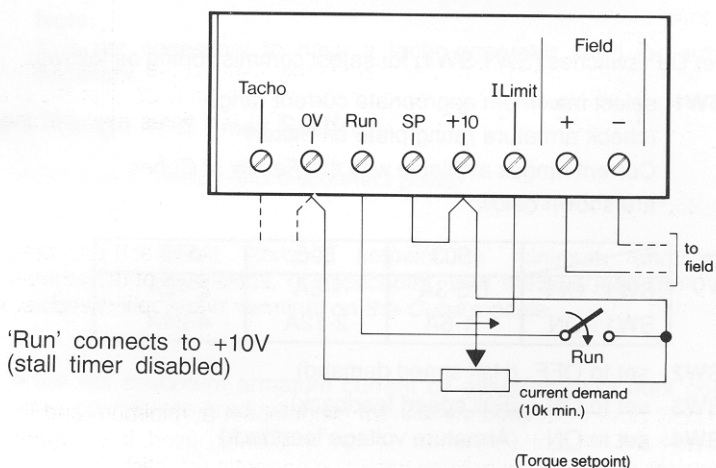 Field
Tacho
I Limit
0V Run SP +10 + −
to
field
'Run' connects to +10V
(stall timer disabled)
Run
current demand
(10k min.)
(Torque setpoint)